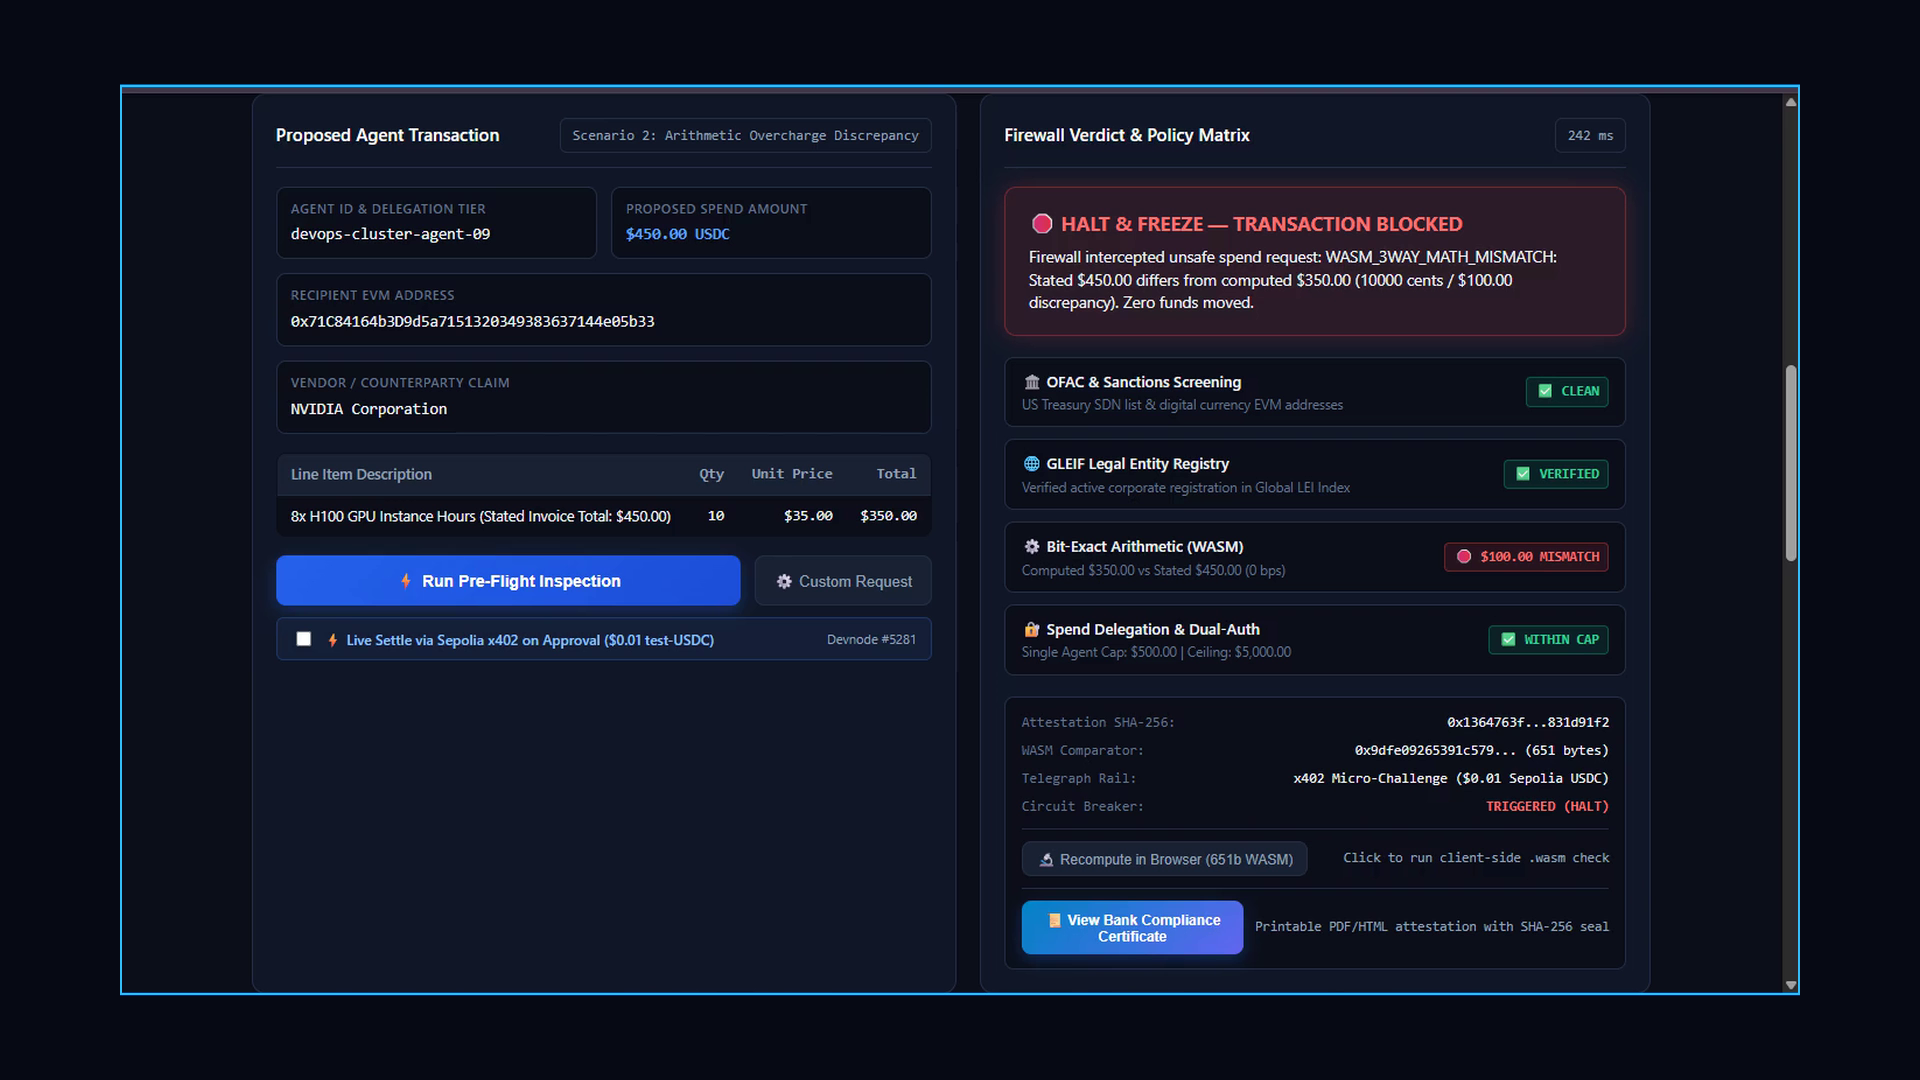 Proposed Agent Transaction
Scenario 2: Arithmetic Overcharge Discrepancy
AGENT ID & DELEGATION TIER
devops-cluster-agent-09
PROPOSED SPEND AMOUNT
$450.00 USDC
RECIPIENT EVM ADDRESS
0x71C84164b3D9d5a7151320349383637144e05b33
VENDOR / COUNTERPARTY CLAIM
NVIDIA Corporation
Line Item Description Qty Unit Price Total
8x H100 GPU Instance Hours (Stated Invoice Total: $450.00) 10 $35.00 $350.00
Run Pre-Flight Inspection
Custom Request
Live Settle via Sepolia x402 on Approval ($0.01 test-USDC) Devnode #5281
Firewall Verdict & Policy Matrix
242 ms
HALT & FREEZE — TRANSACTION BLOCKED
Firewall intercepted unsafe spend request: WASM_3WAY_MATH_MISMATCH:
Stated $450.00 differs from computed $350.00 (10000 cents / $100.00
discrepancy). Zero funds moved.
OFAC & Sanctions Screening
US Treasury SDN list & digital currency EVM addresses
CLEAN
GLEIF Legal Entity Registry
Verified active corporate registration in Global LEI Index
VERIFIED
Bit-Exact Arithmetic (WASM)
Computed $350.00 vs Stated $450.00 (0 bps)
$100.00 MISMATCH
Spend Delegation & Dual-Auth
Single Agent Cap: $500.00 | Ceiling: $5,000.00
WITHIN CAP
Attestation SHA-256: 0x1364763f...831d91f2
WASM Comparator: 0x9dfe09265391c579... (651 bytes)
Telegraph Rail: x402 Micro-Challenge ($0.01 Sepolia USDC)
Circuit Breaker: TRIGGERED (HALT)
Recompute in Browser (651b WASM)
Click to run client-side .wasm check
View Bank Compliance
Certificate
Printable PDF/HTML attestation with SHA-256 seal